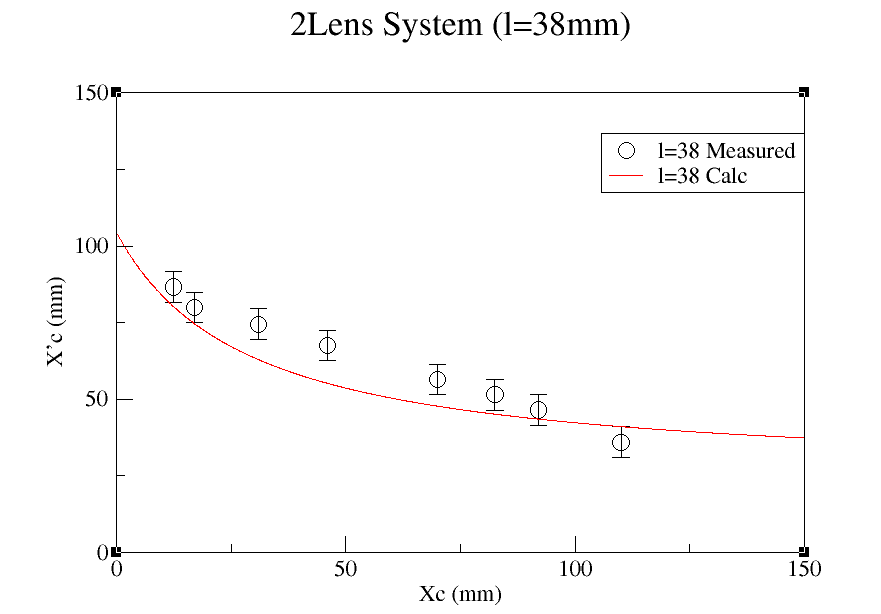 2Lens System (l=38mm)
150
l=38 Measured
l=38 Calc
100
X'c (mm)
50
0
0 50 100 150
Xc (mm)